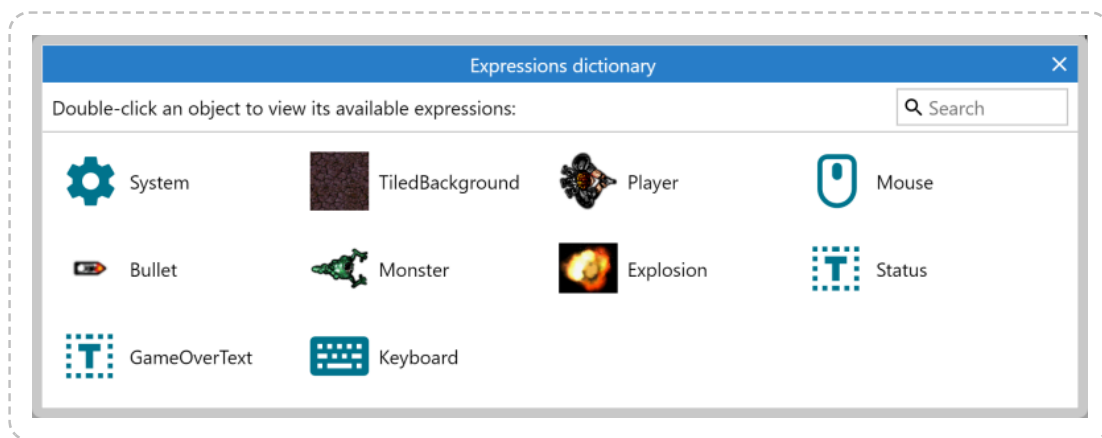 Expressions dictionary
Double-click an object to view its available expressions:
Search
System
TiledBackground
Player
Mouse
Bullet
Monster
Explosion
Status
GameOverText
Keyboard